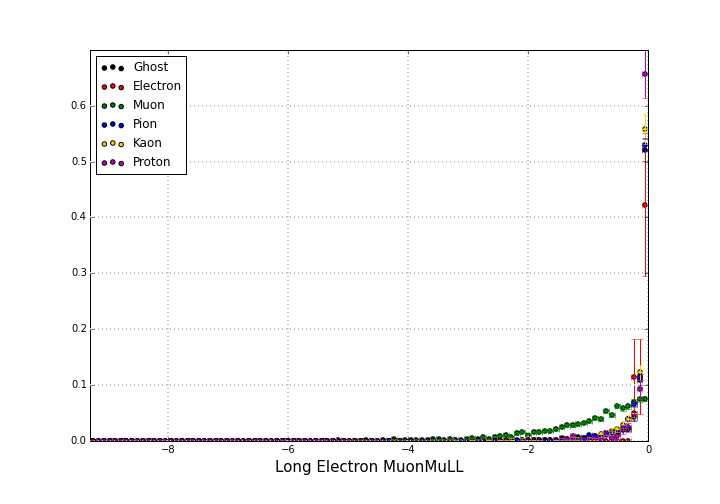 Ghost
Electron
Muon
Pion
Kaon
Proton
0.6
0.5
0.4
0.3
0.2
0.1
0.0
−8 −6 −4 −2 0
Long Electron MuonMuLL